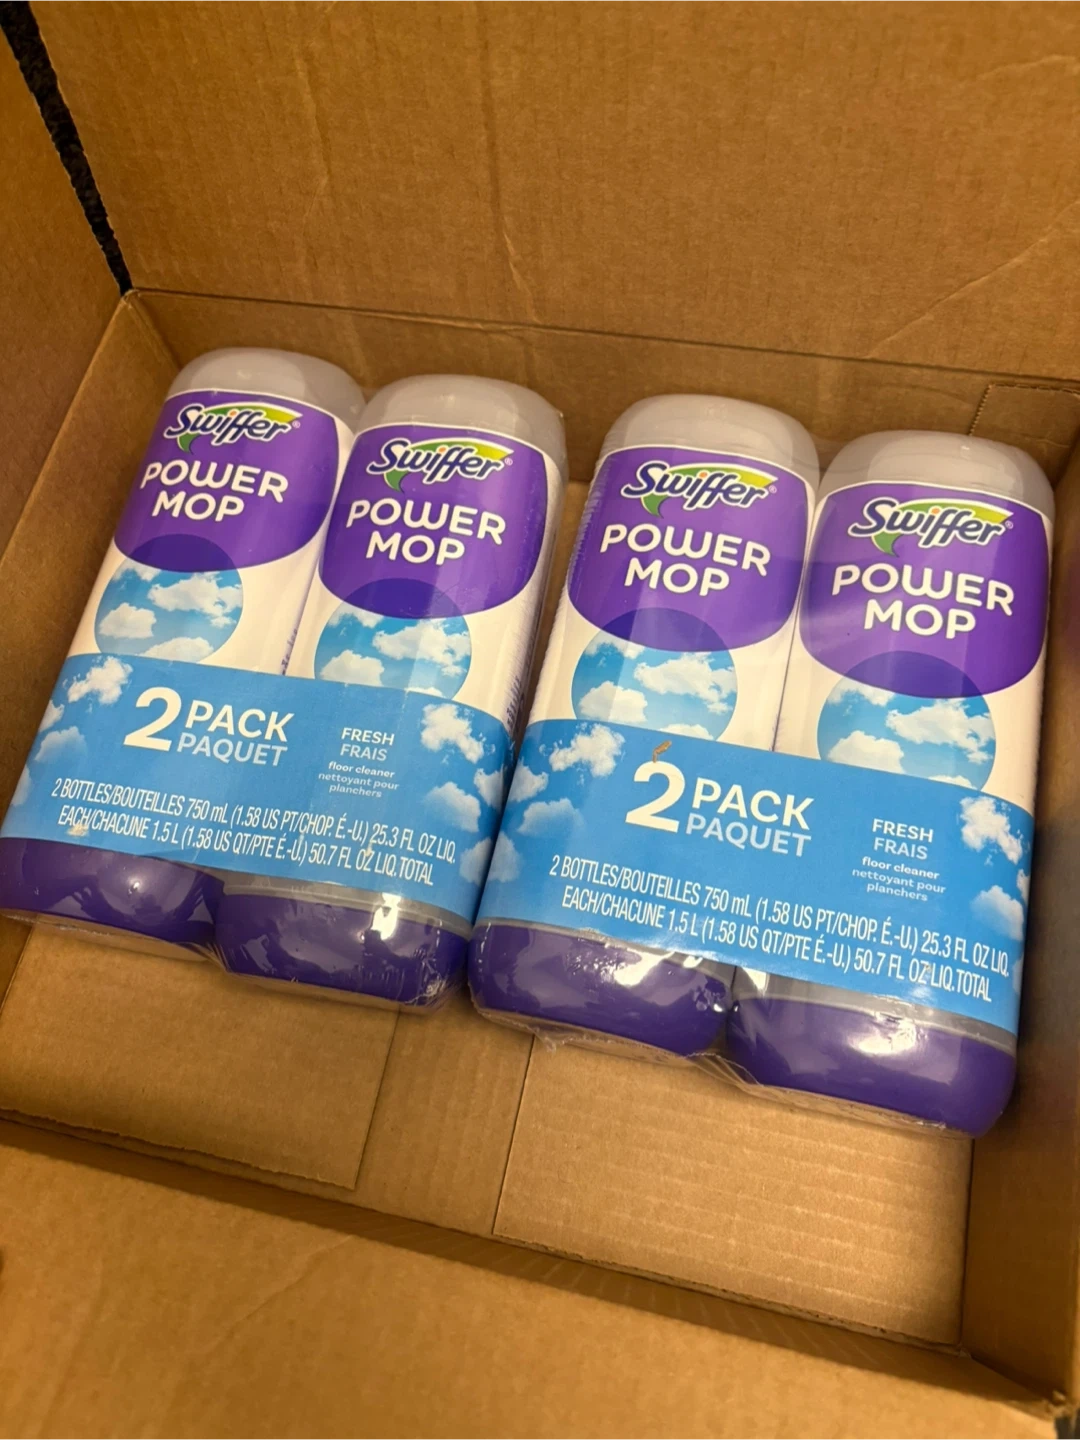 Swiffer®
POWER
MOP
Swiffer®
POWER
MOP
2 PACK
PAQUET
FRESH
FRAIS
floor cleaner
nettoyant pour
planchers
2 BOTTLES/BOUTEILLES 750 mL (1.58 US PT/CHOP. É.-U.) 25.3 FL OZ LIQ.
EACH/CHACUNE 1.5 L (1.58 US QT/PTE É.-U.) 50.7 FL OZ LIQ. TOTAL
Swiffer®
POWER
MOP
Swiffer®
POWER
MOP
2 PACK
PAQUET
FRESH
FRAIS
floor cleaner
nettoyant pour
planchers
2 BOTTLES/BOUTEILLES 750 mL (1.58 US PT/CHOP. É.-U.) 25.3 FL OZ LIQ.
EACH/CHACUNE 1.5 L (1.58 US QT/PTE É.-U.) 50.7 FL OZ LIQ. TOTAL